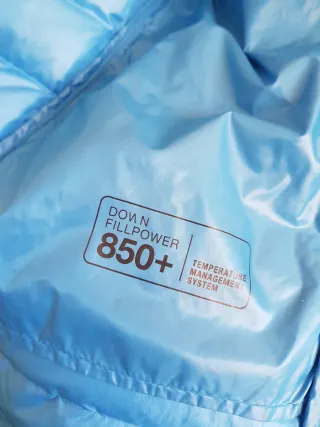 DOWN
FILLPOWER
850+
TEMPERATURE
MANAGEMENT
SYSTEM